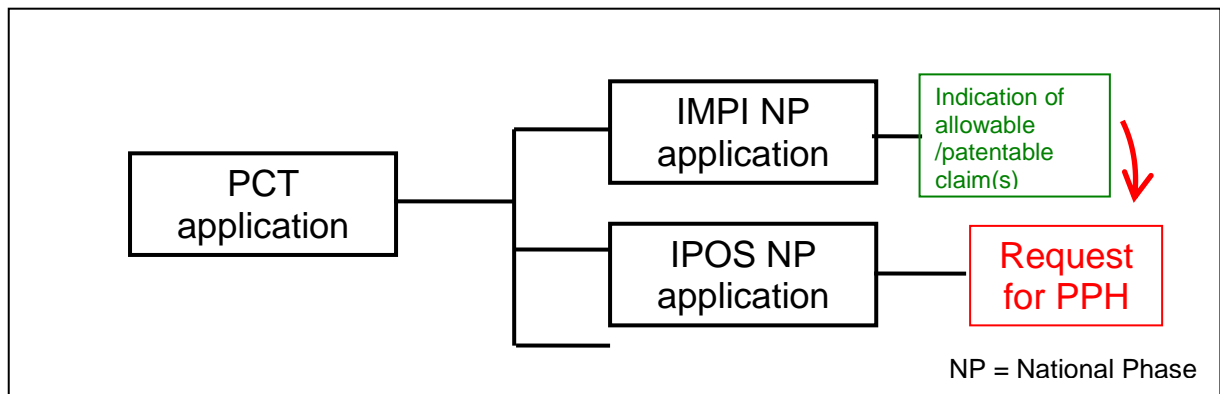 PCT
application
IMPI NP
application
Indication of
allowable
/patentable
claim(s)
IPOS NP
application
Request
for PPH
NP = National Phase